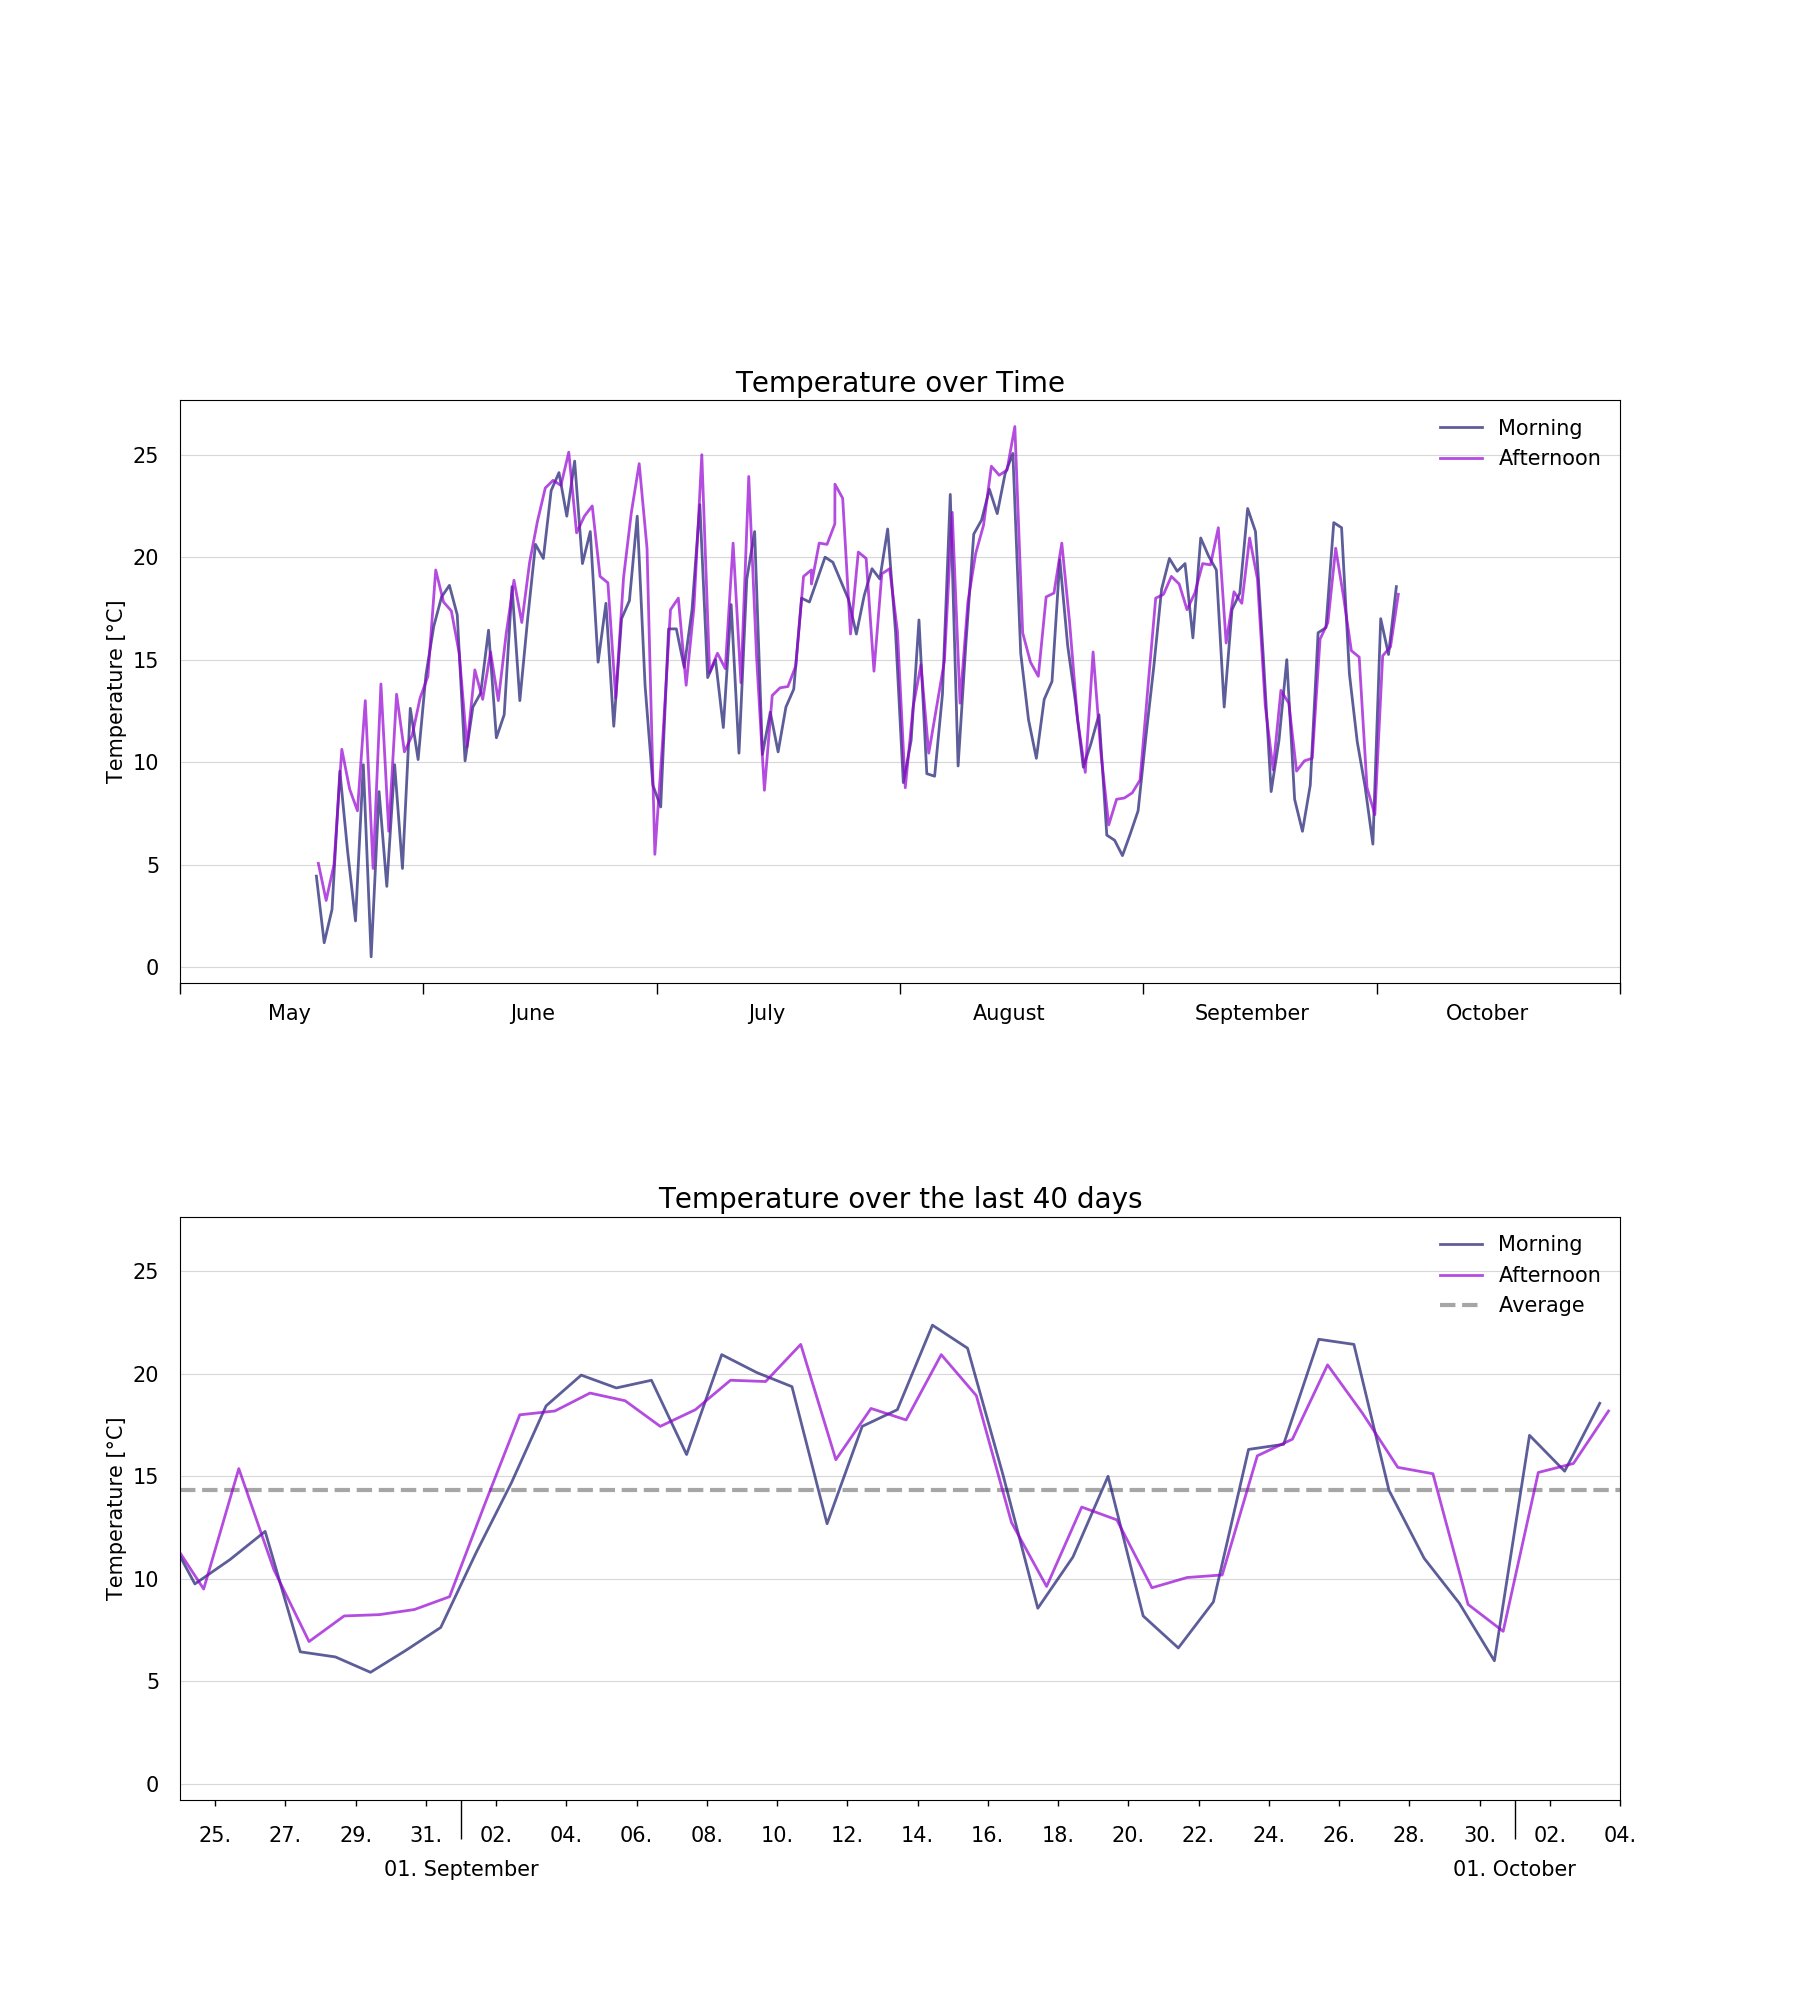 Temperature over Time
Morning
Afternoon
25
20
15
10
5
0
Temperature [°C]
May June July August September October
Temperature over the last 40 days
Morning
Afternoon
Average
25
20
15
10
5
0
Temperature [°C]
25. 27. 29. 31. 02. 04. 06. 08. 10. 12. 14. 16. 18. 20. 22. 24. 26. 28. 30. 02. 04.
01. September 01. October